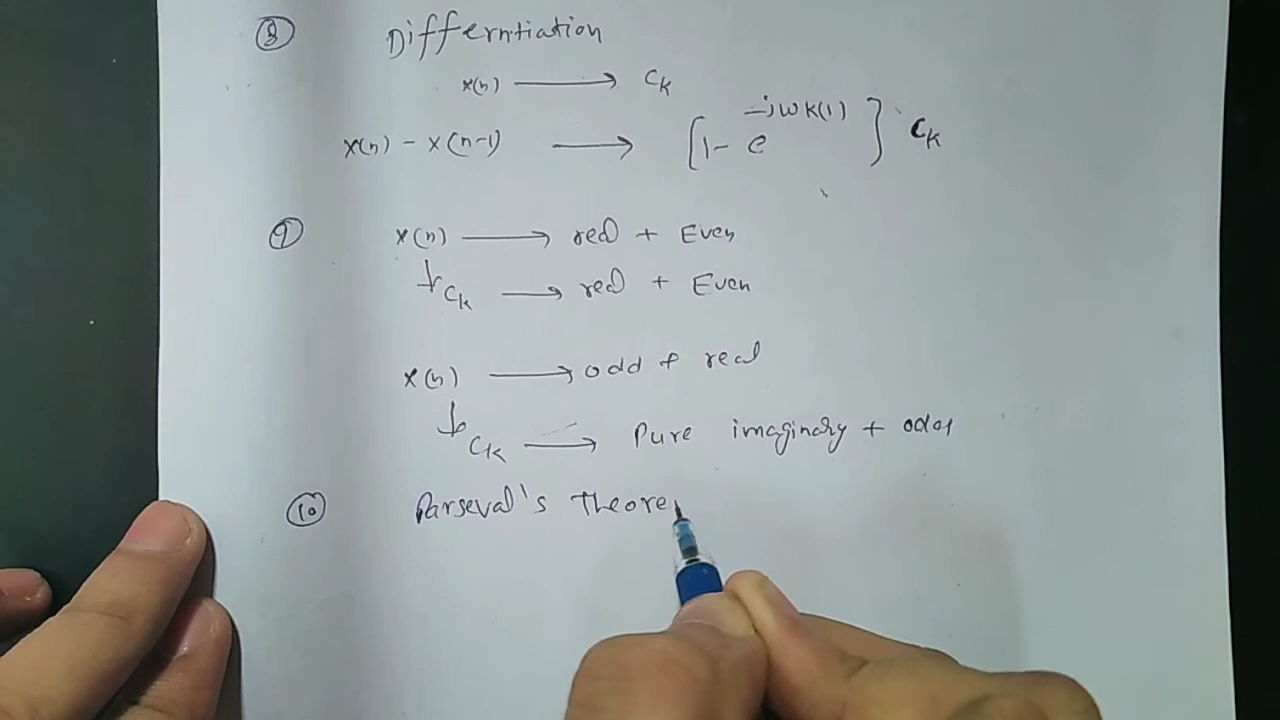 ⑧ Differntiation
x(n) ⟶ CK
x(n) - x(n-1) ⟶ [1 - e^-jωK(1)] CK
⑨ x(n) ⟶ real + Even
↓ CK ⟶ real + Even
x(n) ⟶ odd + real
↓ CK ⟶ Pure imaginary + odd
⑩ Parseval's Theore